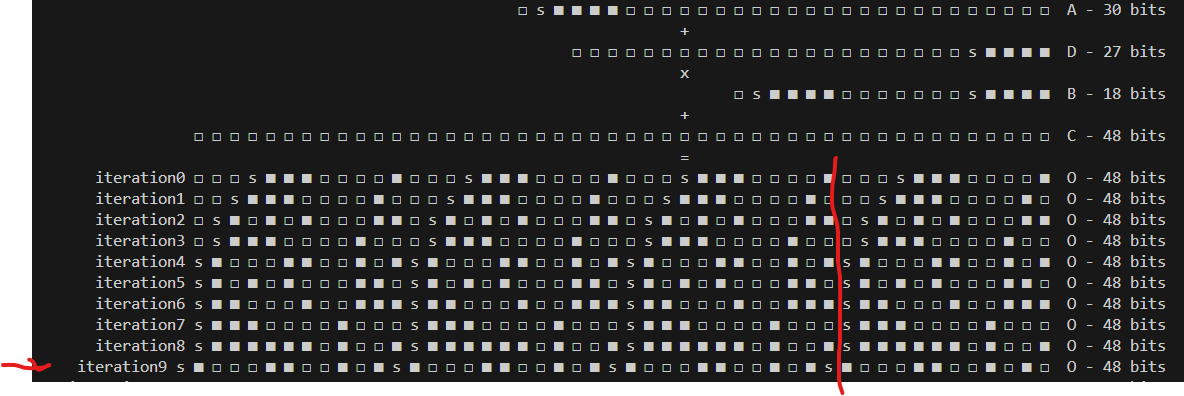 □ s ■ ■ ■ ■ □ □ □ □ □ □ □ □ □ □ □ □ □ □ □ □ □ □ □ □ □ □ □ □ A - 30 bits
+
□ □ □ □ □ □ □ □ □ □ □ □ □ □ □ □ □ □ □ □ □ □ s ■ ■ ■ ■ D - 27 bits
x
□ s ■ ■ ■ ■ □ □ □ □ □ □ □ s ■ ■ ■ ■ B - 18 bits
+
□ □ □ □ □ □ □ □ □ □ □ □ □ □ □ □ □ □ □ □ □ □ □ □ □ □ □ □ □ □ □ □ □ □ □ □ □ □ □ □ □ □ □ □ □ □ □ □ C - 48 bits
=
iteration0 □ □ □ s ■ ■ ■ □ □ □ □ ■ □ □ □ s ■ ■ ■ □ □ □ □ ■ □ □ □ s ■ ■ ■ □ □ □ □ ■ □ □ □ s ■ ■ ■ □ □ □ □ ■ O - 48 bits
iteration1 □ □ s ■ ■ ■ □ □ □ □ ■ □ □ □ s ■ ■ ■ □ □ □ □ ■ □ □ □ s ■ ■ ■ □ □ □ □ ■ □ □ □ s ■ ■ ■ □ □ □ □ ■ □ O - 48 bits
iteration2 □ s ■ □ ■ □ ■ □ □ □ ■ ■ □ s ■ □ ■ □ ■ □ □ □ ■ ■ □ s ■ □ ■ □ ■ □ □ □ ■ ■ □ s ■ □ ■ □ ■ □ □ □ ■ ■ O - 48 bits
iteration3 □ s ■ ■ ■ □ □ □ □ ■ □ □ □ s ■ ■ ■ □ □ □ □ ■ □ □ □ s ■ ■ ■ □ □ □ □ ■ □ □ □ s ■ ■ ■ □ □ □ □ ■ □ □ O - 48 bits
iteration4 s ■ □ □ □ ■ ■ □ □ ■ □ ■ s ■ □ □ □ ■ ■ □ □ ■ □ ■ s ■ □ □ □ ■ ■ □ □ ■ □ ■ s ■ □ □ □ ■ ■ □ □ ■ □ ■ O - 48 bits
iteration5 s ■ □ ■ □ ■ □ □ □ ■ ■ □ s ■ □ ■ □ ■ □ □ □ ■ ■ □ s ■ □ ■ □ ■ □ □ □ ■ ■ □ s ■ □ ■ □ ■ □ □ □ ■ ■ □ O - 48 bits
iteration6 s ■ ■ □ □ □ ■ □ □ ■ ■ ■ s ■ ■ □ □ □ ■ □ □ ■ ■ ■ s ■ ■ □ □ □ ■ □ □ ■ ■ ■ s ■ ■ □ □ □ ■ □ □ ■ ■ ■ O - 48 bits
iteration7 s ■ ■ ■ □ □ □ □ ■ □ □ □ s ■ ■ ■ □ □ □ □ ■ □ □ □ s ■ ■ ■ □ □ □ □ ■ □ □ □ s ■ ■ ■ □ □ □ □ ■ □ □ □ O - 48 bits
iteration8 s ■ ■ ■ ■ ■ ■ □ ■ □ □ ■ s ■ ■ ■ ■ ■ ■ □ ■ □ □ ■ s ■ ■ ■ ■ ■ ■ □ ■ □ □ ■ s ■ ■ ■ ■ ■ ■ □ ■ □ □ ■ O - 48 bits
iteration9 s ■ □ □ □ ■ ■ □ □ ■ □ ■ s ■ □ □ □ ■ ■ □ □ ■ □ ■ s ■ □ □ □ ■ ■ □ □ ■ □ ■ s ■ □ □ □ ■ ■ □ □ ■ □ ■ □ O - 48 bits